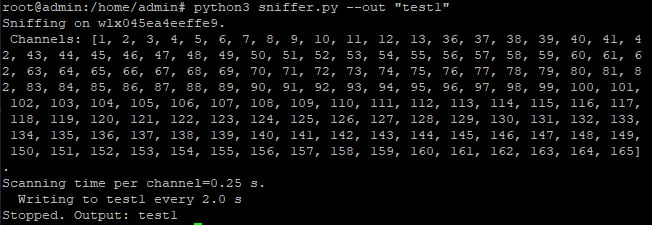 root@admin:/home/admin# python3 sniffer.py --out "test1"
Sniffing on wlx045ea4eeffe9.
 Channels: [1, 2, 3, 4, 5, 6, 7, 8, 9, 10, 11, 12, 13, 36, 37, 38, 39, 40, 41, 4
2, 43, 44, 45, 46, 47, 48, 49, 50, 51, 52, 53, 54, 55, 56, 57, 58, 59, 60, 61, 6
2, 63, 64, 65, 66, 67, 68, 69, 70, 71, 72, 73, 74, 75, 76, 77, 78, 79, 80, 81, 8
2, 83, 84, 85, 86, 87, 88, 89, 90, 91, 92, 93, 94, 95, 96, 97, 98, 99, 100, 101,
 102, 103, 104, 105, 106, 107, 108, 109, 110, 111, 112, 113, 114, 115, 116, 117,
 118, 119, 120, 121, 122, 123, 124, 125, 126, 127, 128, 129, 130, 131, 132, 133,
 134, 135, 136, 137, 138, 139, 140, 141, 142, 143, 144, 145, 146, 147, 148, 149,
 150, 151, 152, 153, 154, 155, 156, 157, 158, 159, 160, 161, 162, 163, 164, 165]
.
Scanning time per channel=0.25 s.
  Writing to test1 every 2.0 s
Stopped. Output: test1